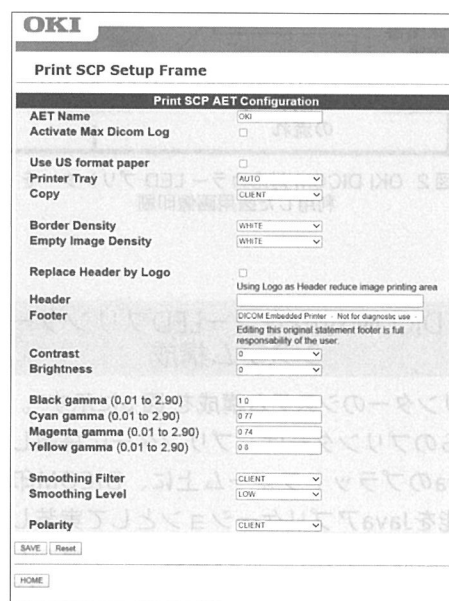 OKI
Print SCP Setup Frame
Print SCP AET Configuration
AET Name OKI
Activate Max Dicom Log
Use US format paper
Printer Tray AUTO
Copy CLIENT
Border Density WHITE
Empty Image Density WHITE
Replace Header by Logo
Using Logo as Header reduce image printing area
Header
Footer DICOM Embedded Printer - Not for diagnostic use -
Editing this original statement footer is full
responsability of the user.
Contrast 0
Brightness 0
Black gamma (0.01 to 2.90) 1.0
Cyan gamma (0.01 to 2.90) 0.77
Magenta gamma (0.01 to 2.90) 0.74
Yellow gamma (0.01 to 2.90) 0.8
Smoothing Filter CLIENT
Smoothing Level LOW
Polarity CLIENT
SAVE Reset
HOME